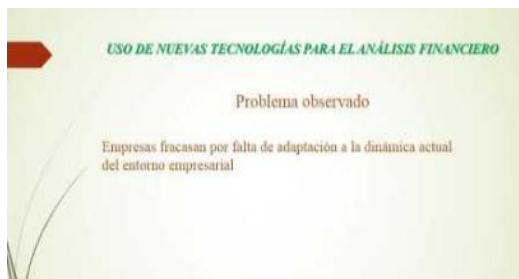 USO DE NUEVAS TECNOLOGÍAS PARA EL ANÁLISIS FINANCIERO
Problema observado
Empresas fracasan por falta de adaptación a la dinámica actual
del entorno empresarial